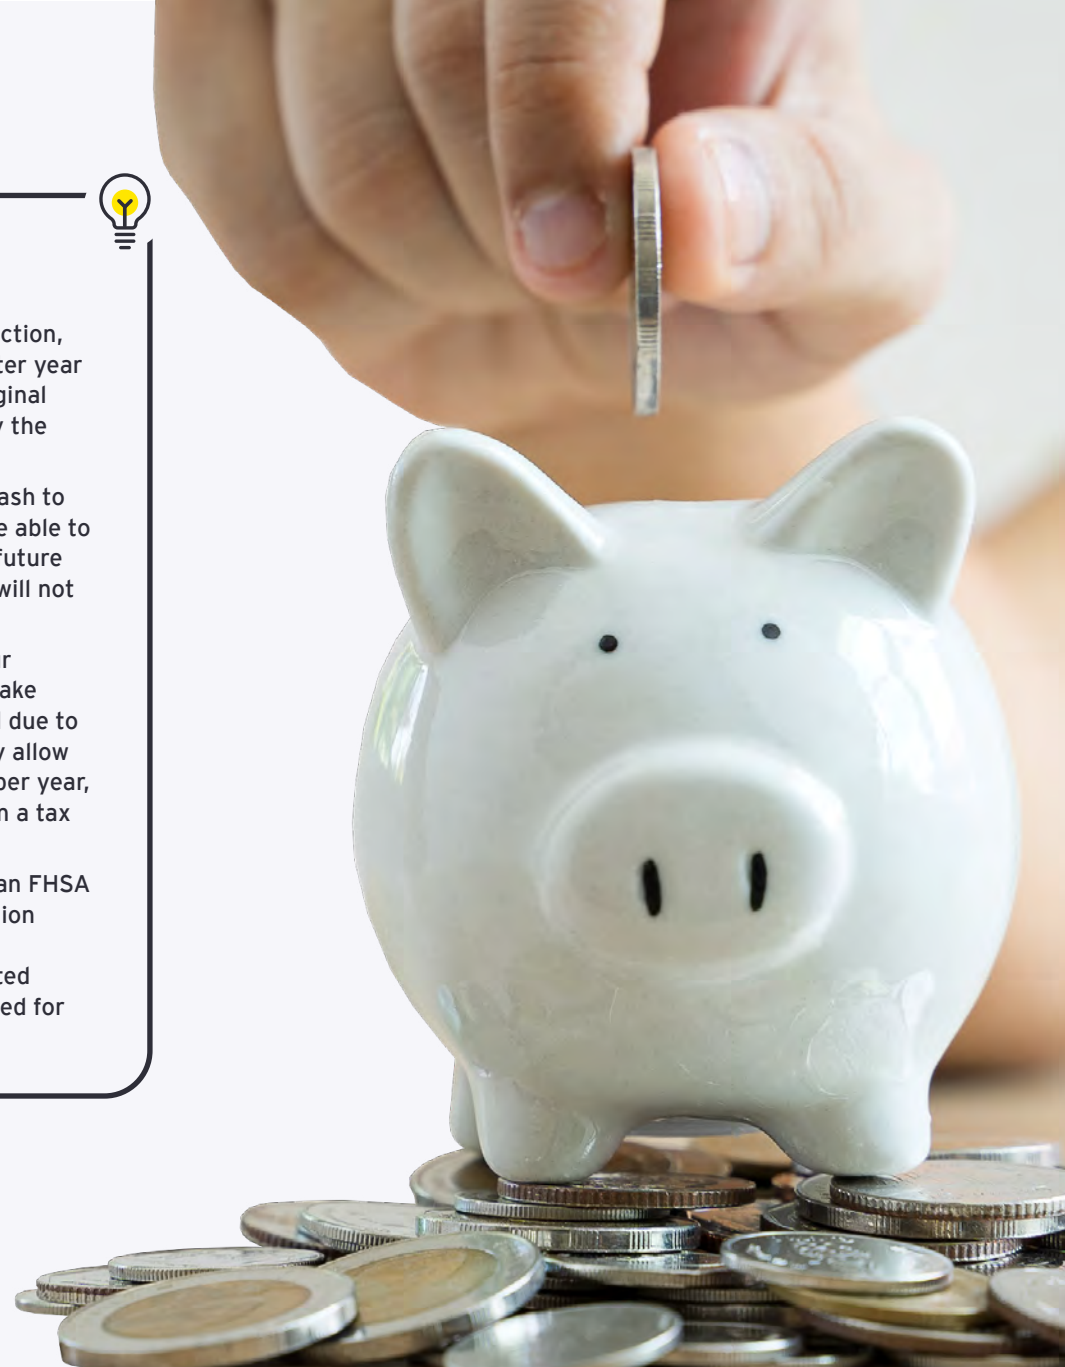 ction,
ter year
ginal
y the
ash to
e able to
future
will not
r
ake
due to
y allow
per year,
n a tax
an FHSA
ion
ted
ed for